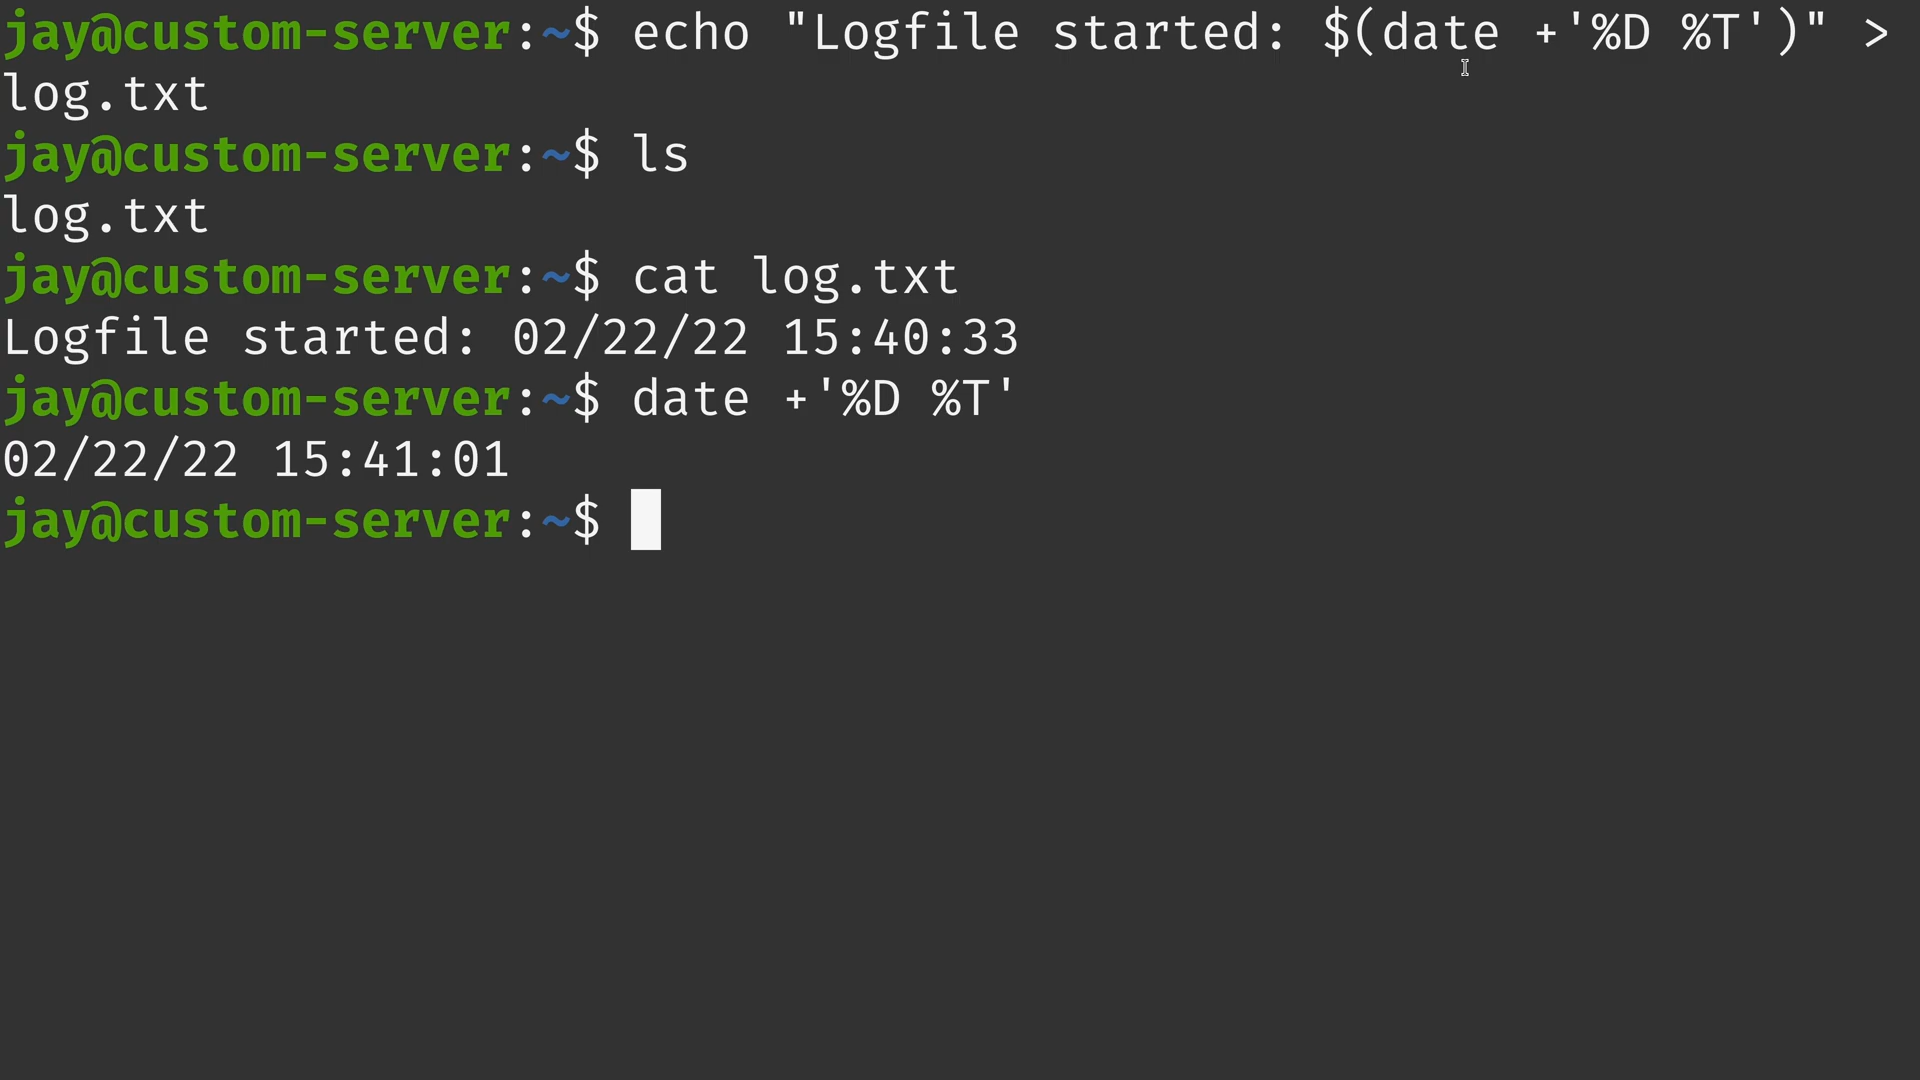 jay@custom-server:~$ echo "Logfile started: $(date +'%D %T')" >
log.txt
jay@custom-server:~$ ls
log.txt
jay@custom-server:~$ cat log.txt
Logfile started: 02/22/22 15:40:33
jay@custom-server:~$ date +'%D %T'
02/22/22 15:41:01
jay@custom-server:~$